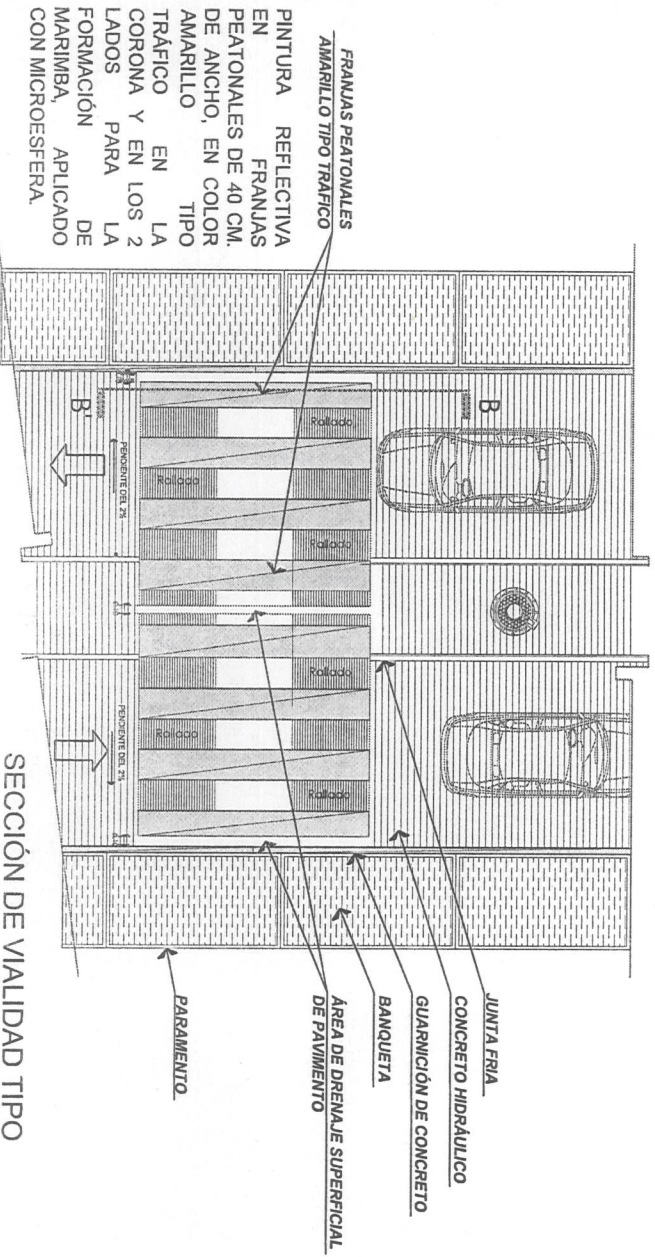 FRANJAS PEATONALES
AMARILLO TIPO TRÁFICO
PINTURA REFLECTIVA
EN FRANJAS
PEATONALES DE 40 CM.
DE ANCHO, EN COLOR
AMARILLO TIPO
TRÁFICO EN LA
CORONA Y EN LOS 2
LADOS PARA LA
FORMACIÓN DE
MARIMBA, APLICADO
CON MICROESFERA.
B
B'
Rallado
Rallado
Rallado
Rallado
Rallado
Rallado
PENDIENTE DEL 2%
PENDIENTE DEL 2%
JUNTA FRIA
CONCRETO HIDRÁULICO
GUARNICIÓN DE CONCRETO
BANQUETA
ÁREA DE DRENAJE SUPERFICIAL
DE PAVIMENTO
PARAMENTO
SECCIÓN DE VIALIDAD TIPO